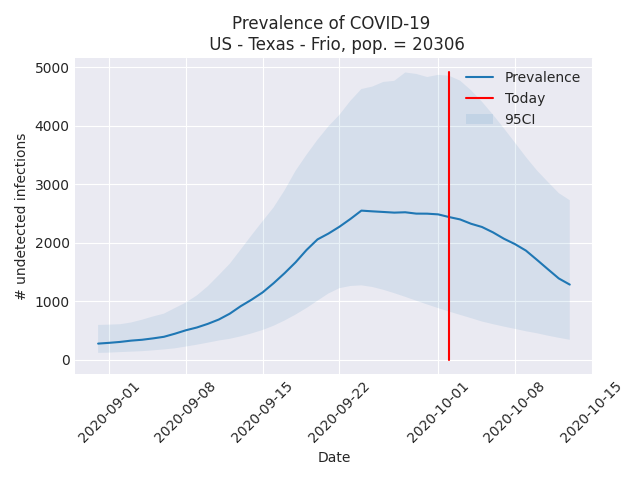 Prevalence of COVID-19
US - Texas - Frio, pop. = 20306
# undetected infections
5000
4000
3000
2000
1000
0
Prevalence
Today
95CI
2020-09-01
2020-09-08
2020-09-15
2020-09-22
2020-10-01
2020-10-08
2020-10-15
Date